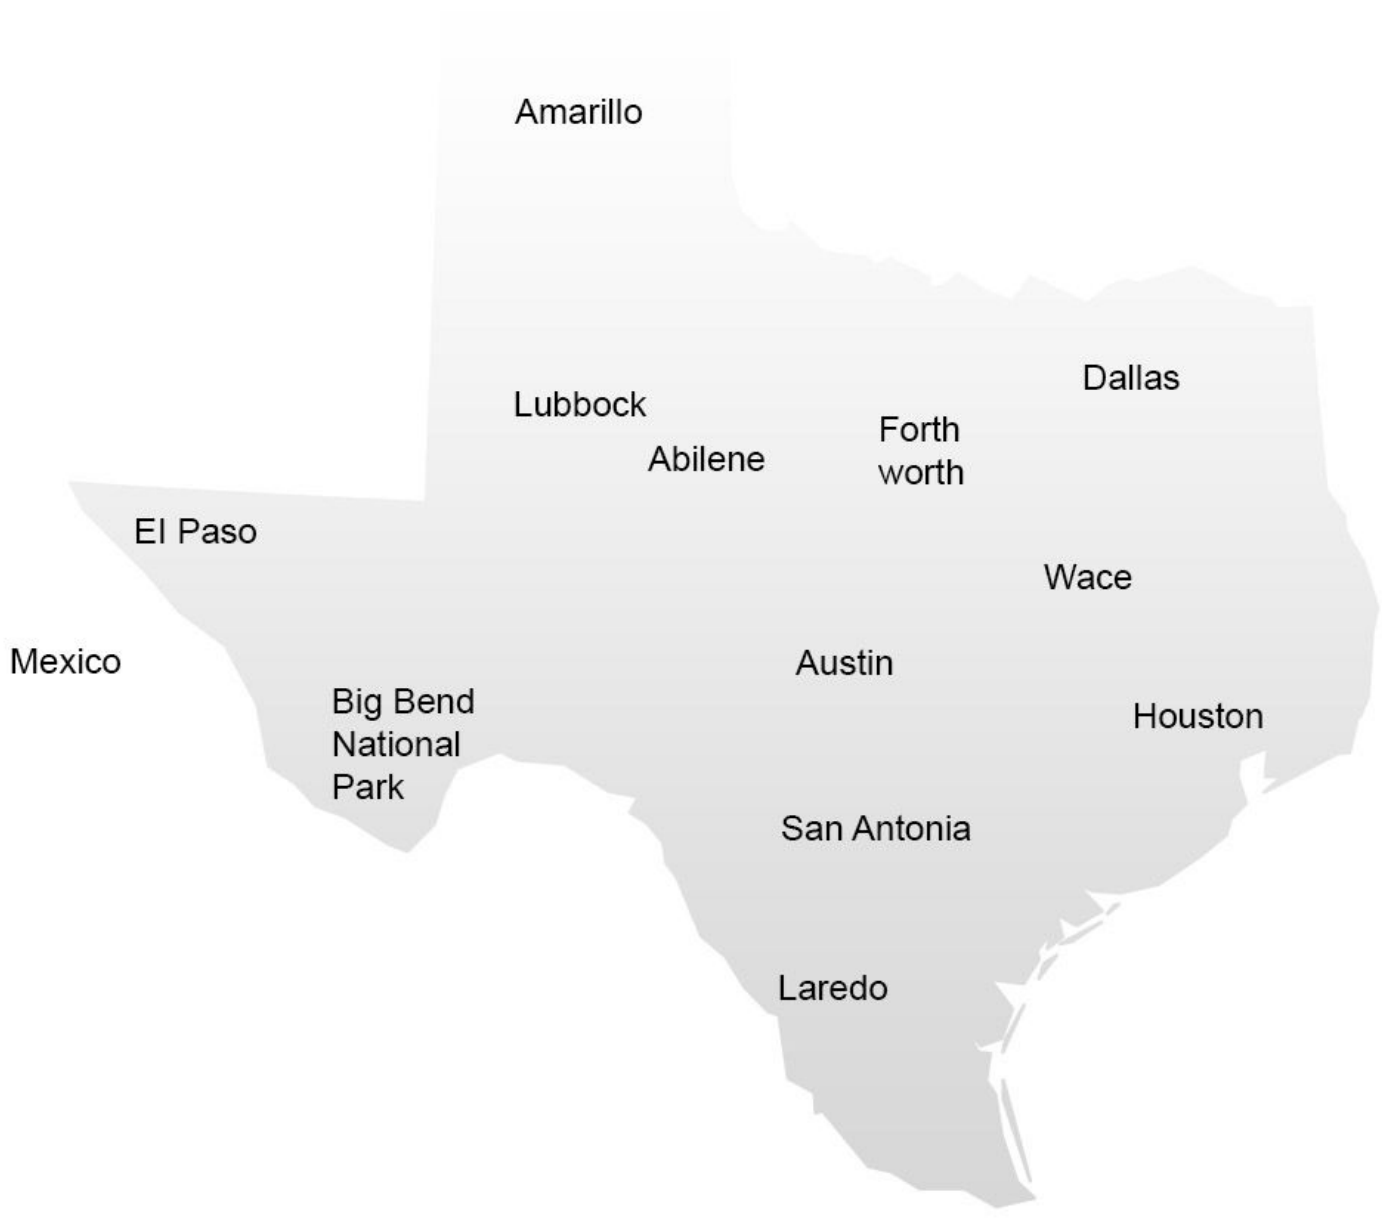 Amarillo
Dallas
Lubbock
Forth
worth
Abilene
El Paso
Wace
Mexico
Austin
Big Bend
National
Park
Houston
San Antonia
Laredo